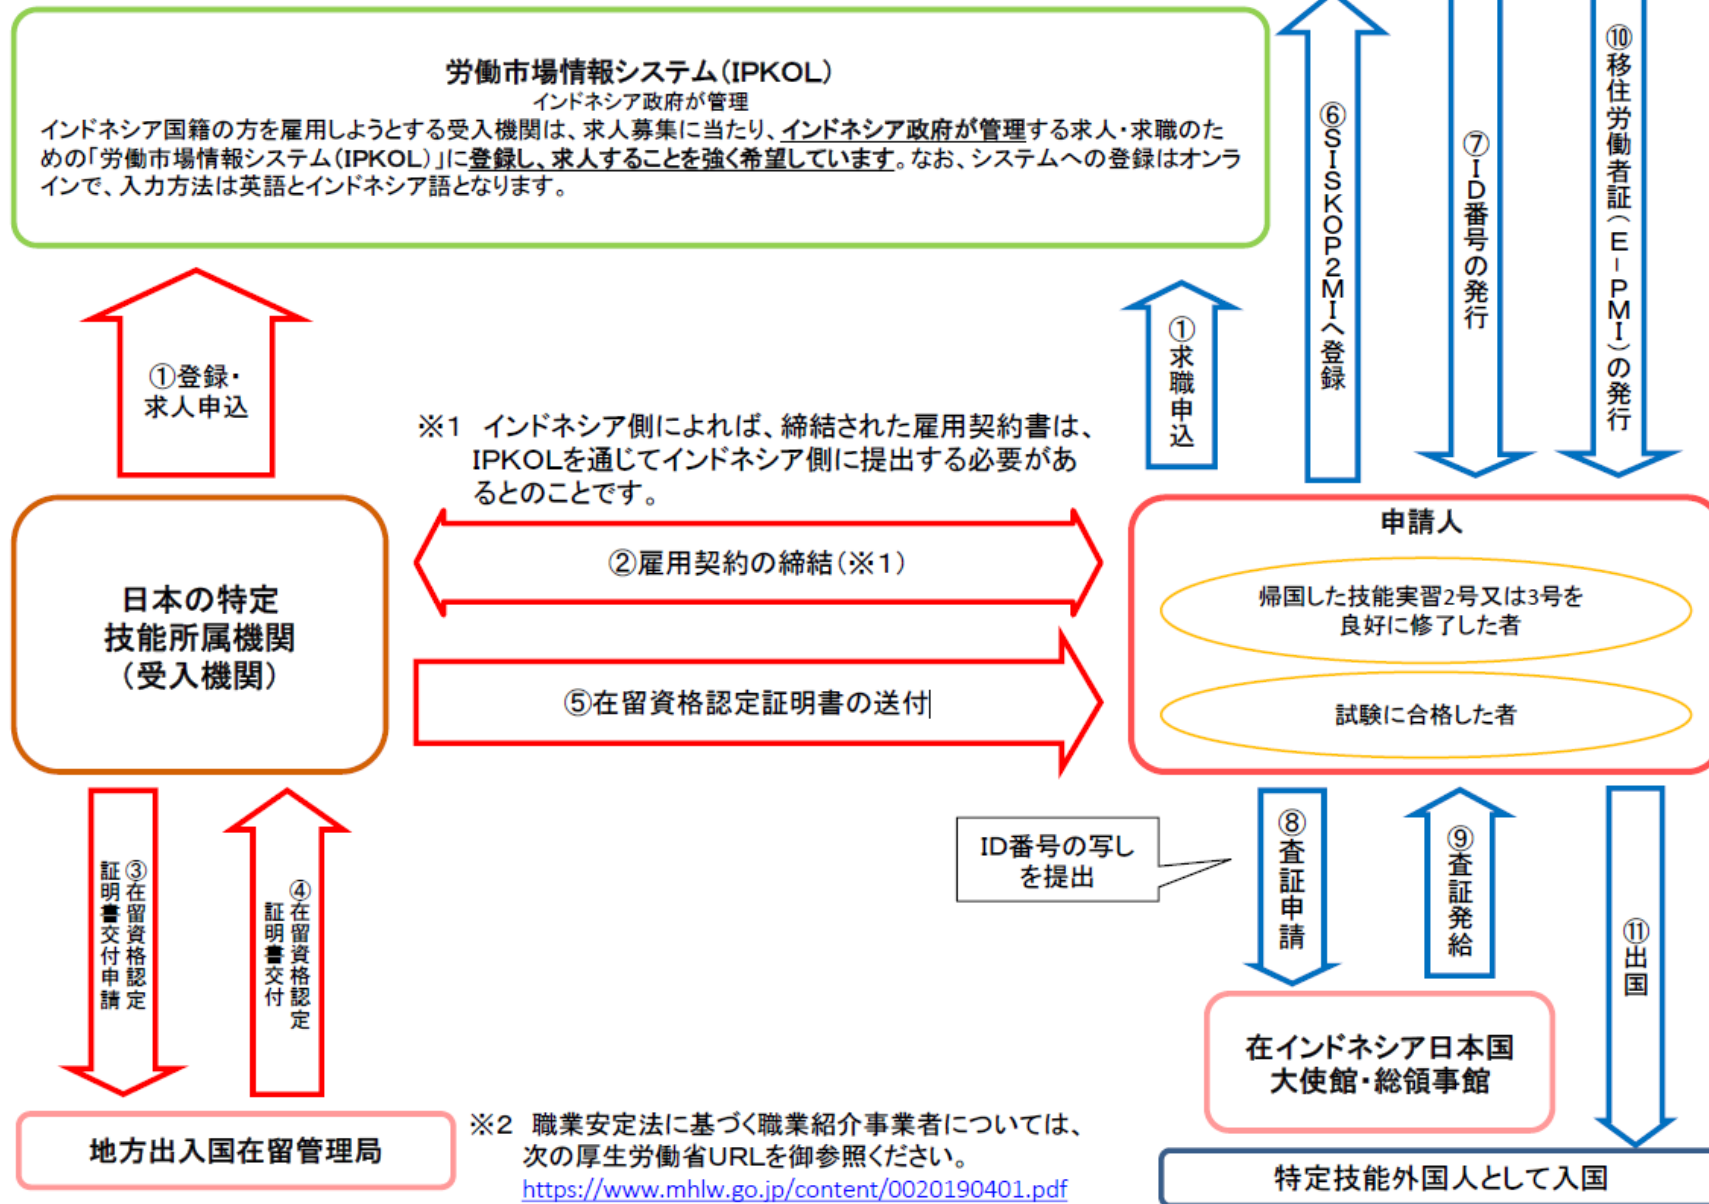 労働市場情報システム(IPKOL)
インドネシア政府が管理
インドネシア国籍の方を雇用しようとする受入機関は、求人募集に当たり、インドネシア政府が管理する求人・求職のた
めの「労働市場情報システム(IPKOL)」に登録し、求人することを強く希望しています。なお、システムへの登録はオンラ
インで、入力方法は英語とインドネシア語となります。
⑥SISKOP2MIへ登録
⑦ID番号の発行
⑩移住労働者証(E-PMI)の発行
①登録・
求人申込
①求職申込
※1 インドネシア側によれば、締結された雇用契約書は、
IPKOLを通じてインドネシア側に提出する必要があ
るとのことです。
②雇用契約の締結(※1)
日本の特定
技能所属機関
(受入機関)
申請人
帰国した技能実習2号又は3号を
良好に修了した者
試験に合格した者
⑤在留資格認定証明書の送付
③在留資格認定
証明書交付申請
④在留資格認定
証明書交付
ID番号の写し
を提出
⑧査証申請
⑨査証発給
⑪出国
在インドネシア日本国
大使館・総領事館
地方出入国在留管理局
※2 職業安定法に基づく職業紹介事業者については、
次の厚生労働省URLを御参照ください。
https://www.mhlw.go.jp/content/0020190401.pdf
特定技能外国人として入国